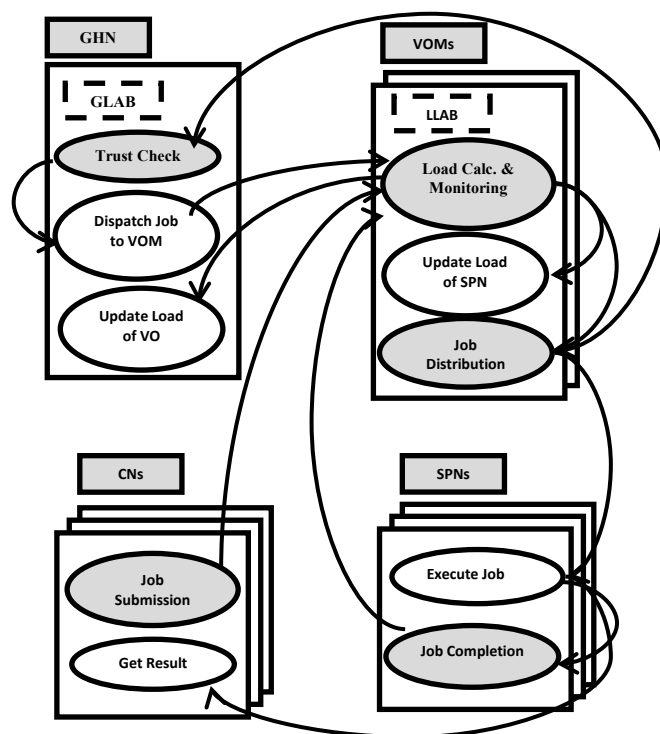 GHN
GLAB
Trust Check
Dispatch Job
to VOM
Update Load
of VO
VOMs
LLAB
Load Calc. &
Monitoring
Update Load
of SPN
Job
Distribution
CNs
Job
Submission
Get Result
SPNs
Execute Job
Job Completion